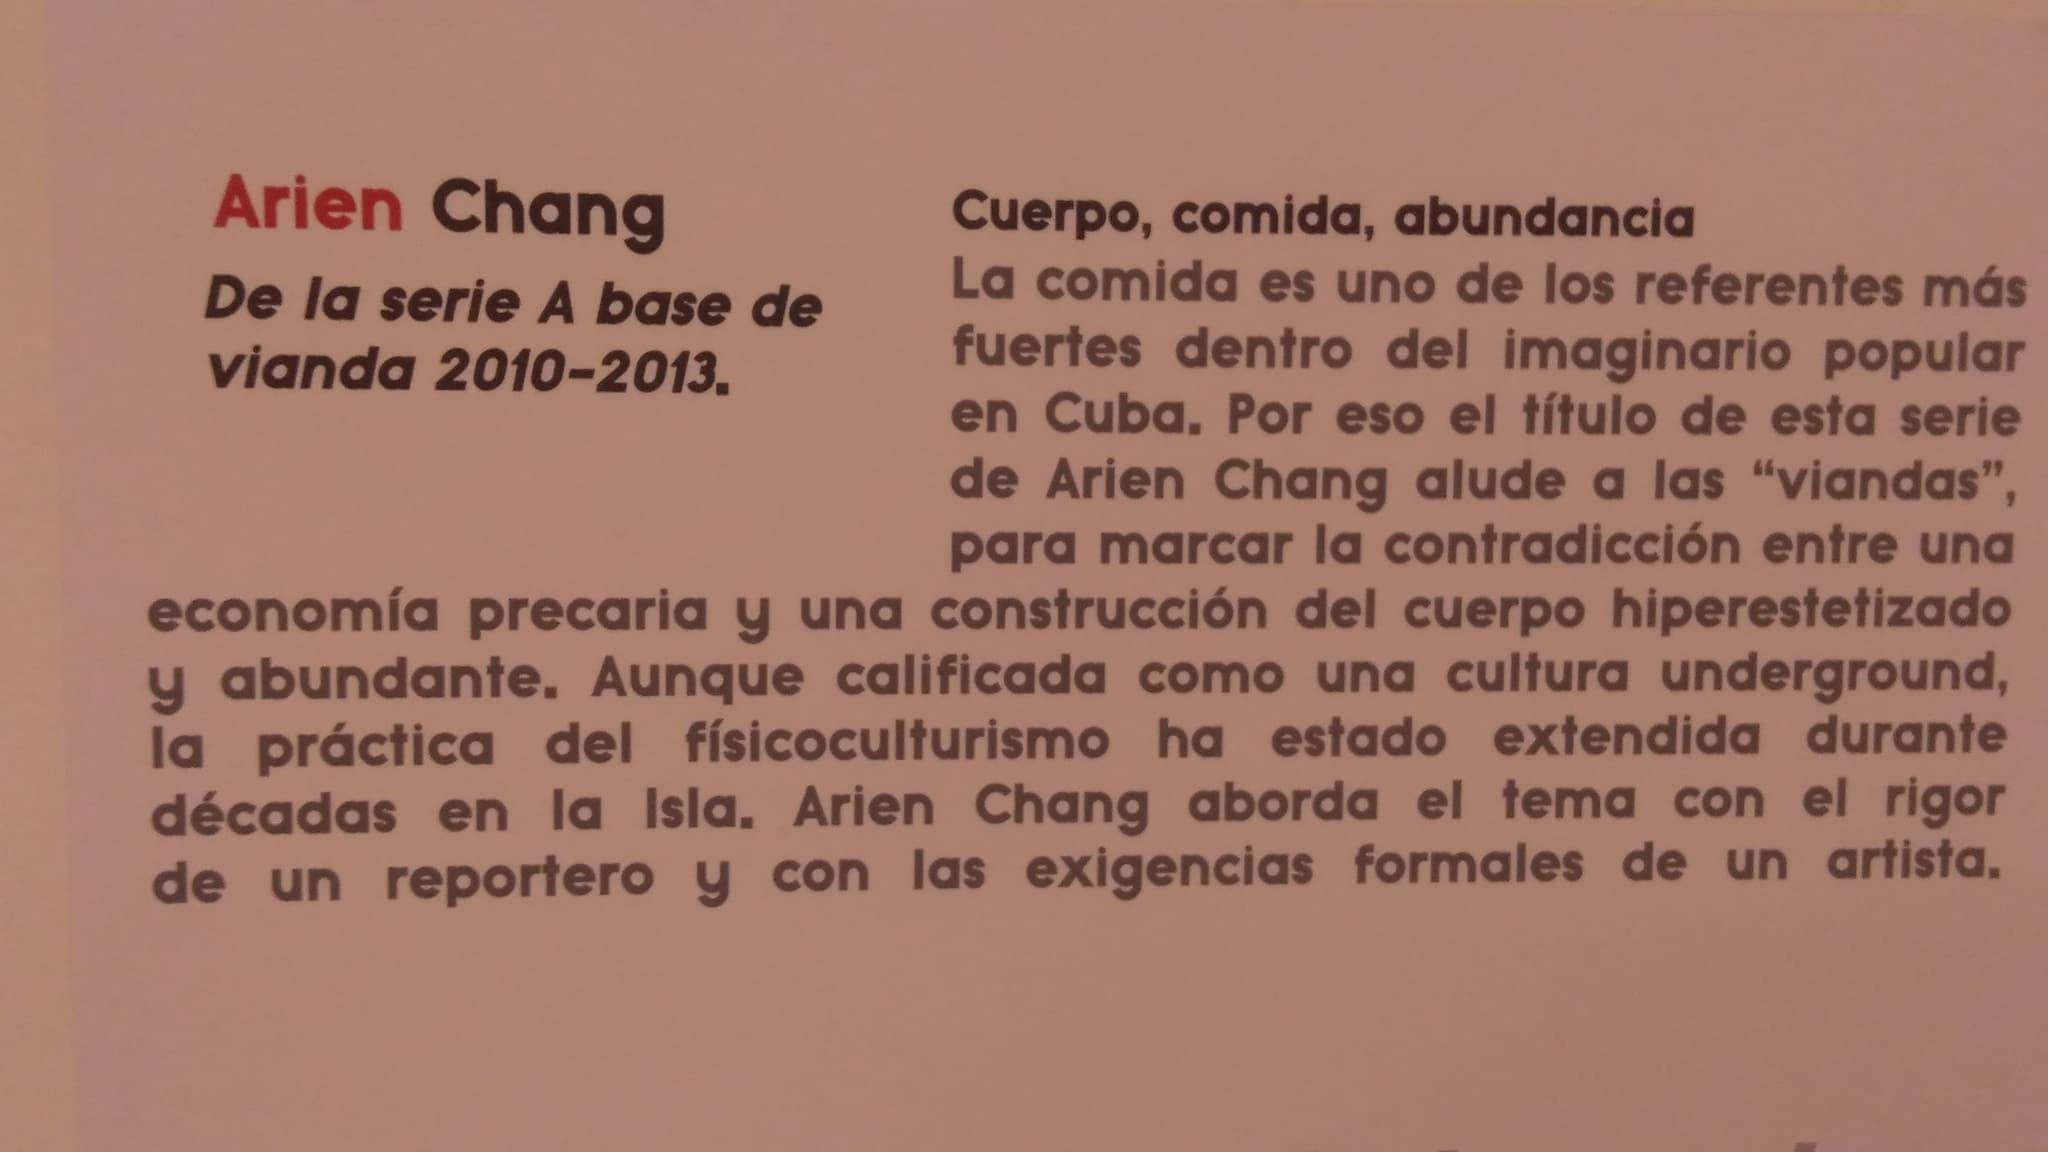 Arien Chang
De la serie A base de
vianda 2010-2013.
Cuerpo, comida, abundancia
La comida es uno de los referentes más
fuertes dentro del imaginario popular
en Cuba. Por eso el título de esta serie
de Arien Chang alude a las “viandas”,
para marcar la contradicción entre una
economía precaria y una construcción del cuerpo hiperestetizado
y abundante. Aunque calificada como una cultura underground,
la práctica del físicoculturismo ha estado extendida durante
décadas en la Isla. Arien Chang aborda el tema con el rigor
de un reportero y con las exigencias formales de un artista.